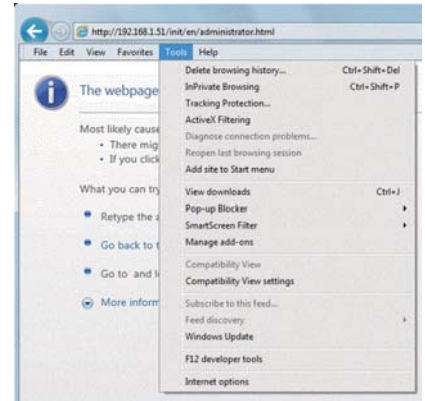 http://192.168.1.51/init/en/administrator.html
File Edit View Favorites Tools Help
Delete browsing history... Ctrl+Shift+Del
InPrivate Browsing Ctrl+Shift+P
Tracking Protection...
ActiveX Filtering
Diagnose connection problems...
Reopen last browsing session
Add site to Start menu
View downloads Ctrl+J
Pop-up Blocker
SmartScreen Filter
Manage add-ons
Compatibility View
Compatibility View settings
Subscribe to this feed...
Feed discovery
Windows Update
F12 developer tools
Internet options
The webpage
Most likely cause
There mig
If you click
What you can try
Retype the a
Go back to t
Go to and l
More inform